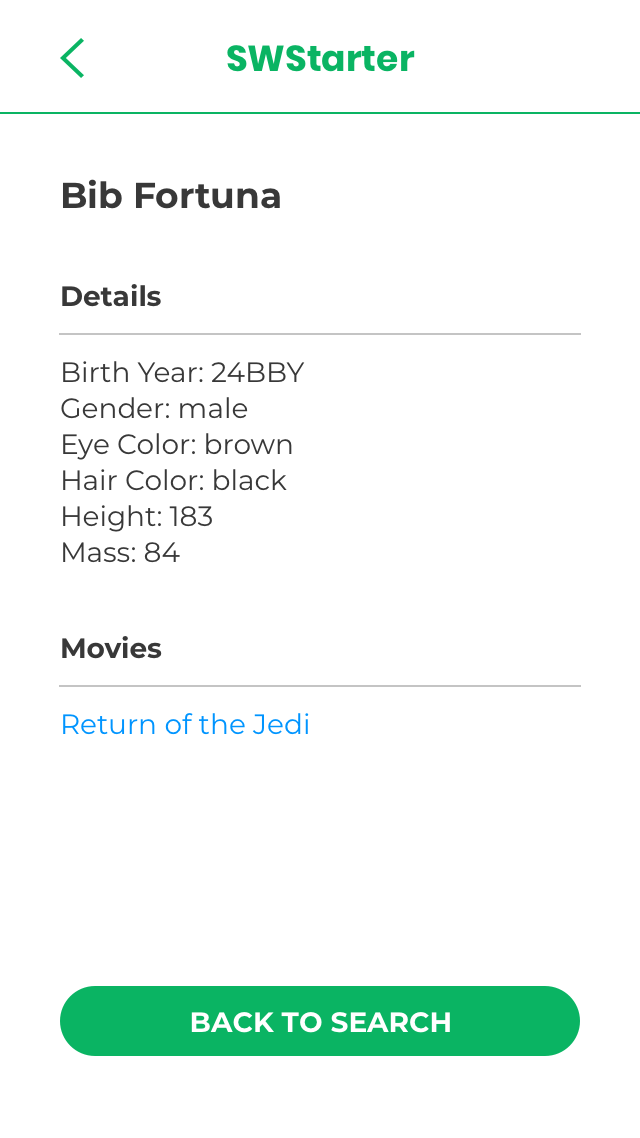 SWStarter
Bib Fortuna
Details
Birth Year: 24BBY
Gender: male
Eye Color: brown
Hair Color: black
Height: 183
Mass: 84
Movies
Return of the Jedi
BACK TO SEARCH